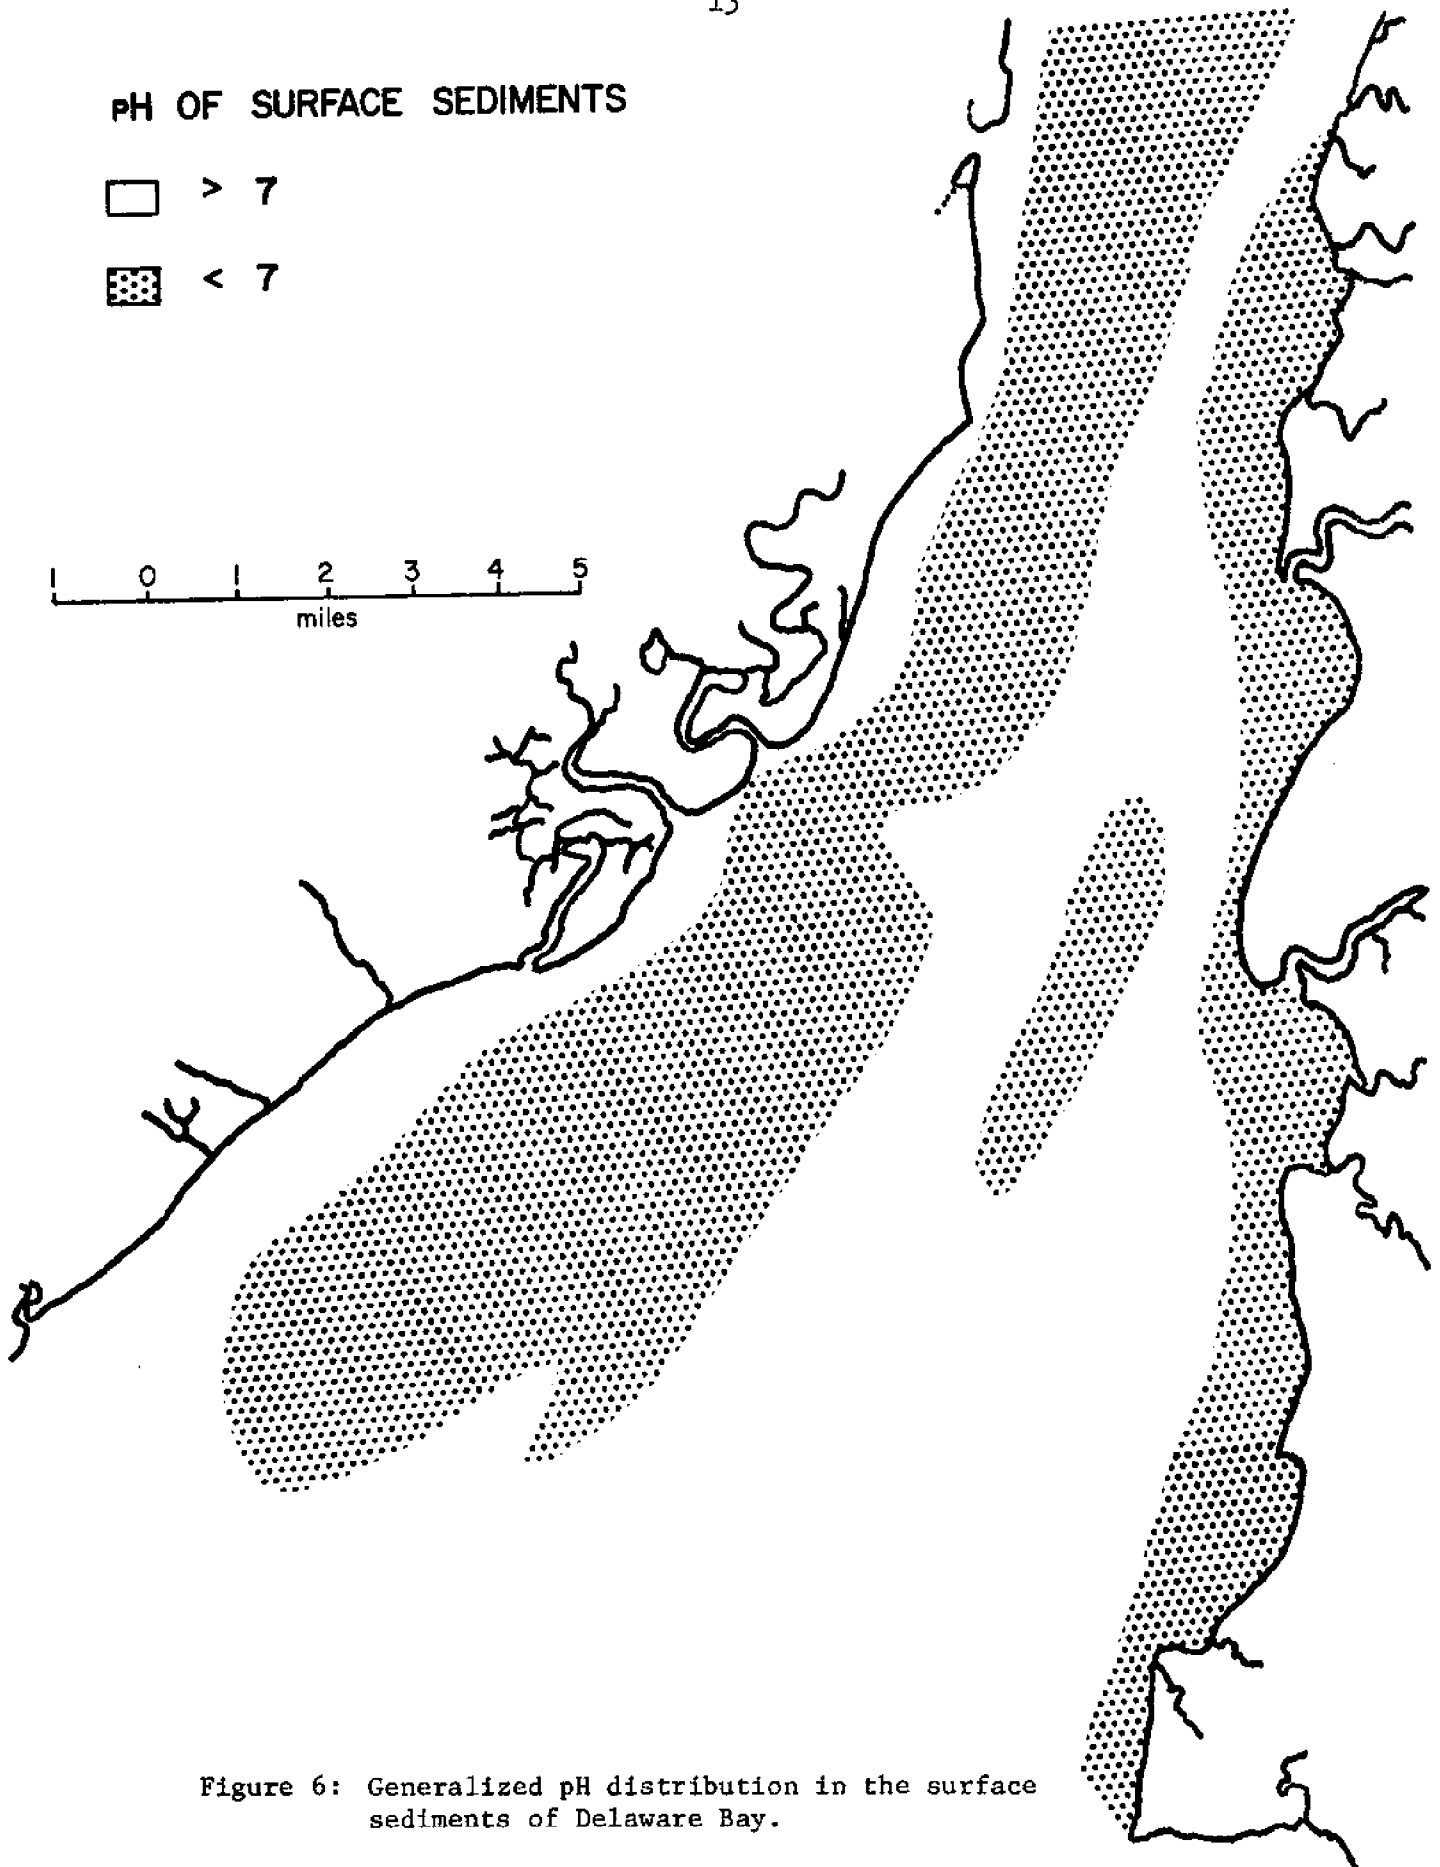 pH OF SURFACE SEDIMENTS
> 7
< 7
1 0 1 2 3 4 5
miles
Figure 6: Generalized pH distribution in the surface
sediments of Delaware Bay.